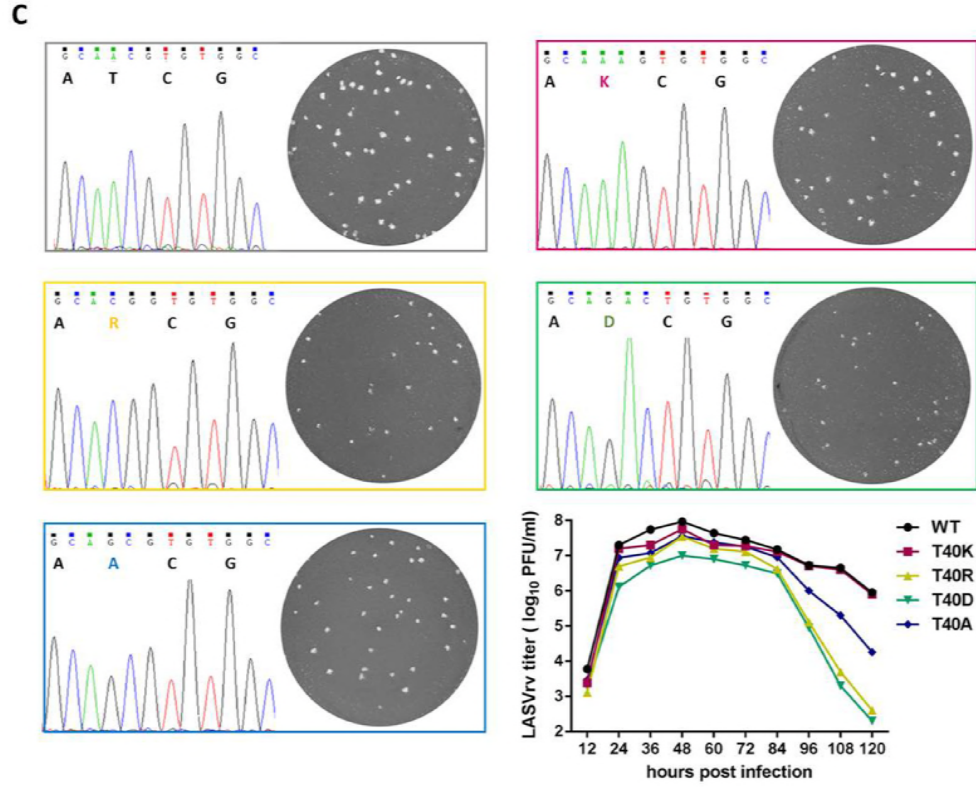 C
G C A A C G T G T G G C
A T C G
G C A A A G T G T G G C
A K C G
G C A C G G T G T G G C
A R C G
G C A G A C T G T G G C
A D C G
G C A G C G T G T G G C
A A C G
LASVrv titer ( log10 PFU/ml)
8
7
6
5
4
3
2
12 24 36 48 60 72 84 96 108 120
hours post infection
WT
T40K
T40R
T40D
T40A